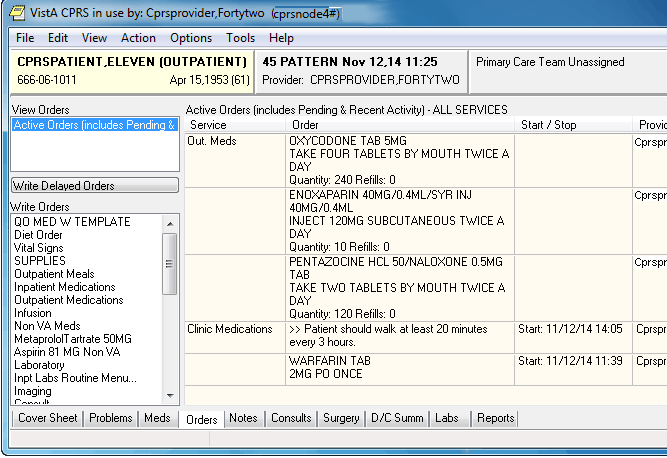 VistA CPRS in use by: Cprsprovider,Fortytwo (cprsnode4#)
File Edit View Action Options Tools Help
CPRSPATIENT,ELEVEN (OUTPATIENT)
666-06-1011 Apr 15,1953 (61)
45 PATTERN Nov 12,14 11:25
Provider: CPRSPROVIDER,FORTYTWO
Primary Care Team Unassigned
View Orders
Active Orders (includes Pending &
Write Delayed Orders
Write Orders
QO MED W TEMPLATE
Diet Order
Vital Signs
SUPPLIES
Outpatient Meals
Inpatient Medications
Outpatient Medications
Infusion
Non VA Meds
MetaprololTartrate 50MG
Aspirin 81 MG Non VA
Laboratory
Inpt Labs Routine Menu...
Imaging
Consult
Active Orders (includes Pending & Recent Activity) - ALL SERVICES
Service Order Start / Stop Provid
Out. Meds OXYCODONE TAB 5MG Cprspr
TAKE FOUR TABLETS BY MOUTH TWICE A
DAY
Quantity: 240 Refills: 0
ENOXAPARIN 40MG/0.4ML/SYR INJ Cprspr
40MG/0.4ML
INJECT 120MG SUBCUTANEOUS TWICE A
DAY
Quantity: 10 Refills: 0
PENTAZOCINE HCL 50/NALOXONE 0.5MG Cprspr
TAB
TAKE TWO TABLETS BY MOUTH TWICE A
DAY
Quantity: 120 Refills: 0
Clinic Medications >> Patient should walk at least 20 minutes Start: 11/12/14 14:05 Cprspr
every 3 hours.
WARFARIN TAB Start: 11/12/14 11:39 Cprspr
2MG PO ONCE
Cover Sheet Problems Meds Orders Notes Consults Surgery D/C Summ Labs Reports